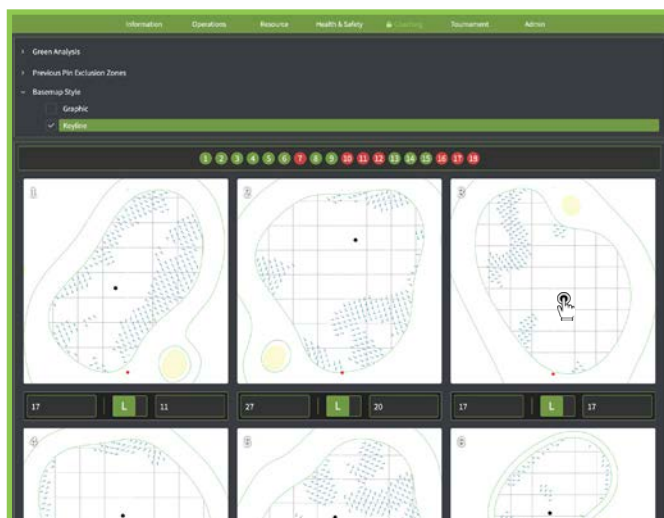 Information Operations Resource Health & Safety Coaching Tournament Admin
Green Analysis
Previous Pin Exclusion Zones
Basemap Style
Graphic
Keyline
1 2 3 4 5 6 7 8 9 10 11 12 13 14 15 16 17 18
1 2 3
17 L 11 27 L 20 17 L 17
4 5 6